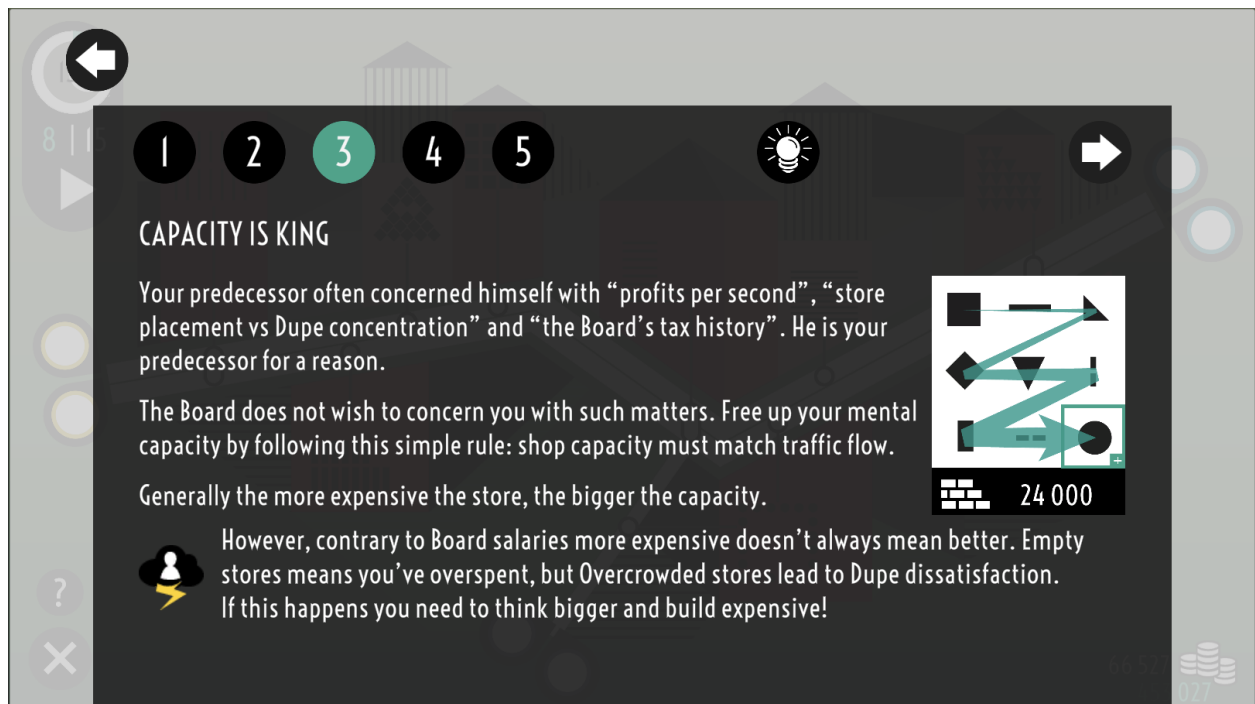 8 | 15
1 2 3 4 5
CAPACITY IS KING
Your predecessor often concerned himself with “profits per second”, “store
placement vs Dupe concentration” and “the Board’s tax history”. He is your
predecessor for a reason.
The Board does not wish to concern you with such matters. Free up your mental
capacity by following this simple rule: shop capacity must match traffic flow.
Generally the more expensive the store, the bigger the capacity.
24 000
However, contrary to Board salaries more expensive doesn’t always mean better. Empty
stores means you’ve overspent, but Overcrowded stores lead to Dupe dissatisfaction.
If this happens you need to think bigger and build expensive!
?
027